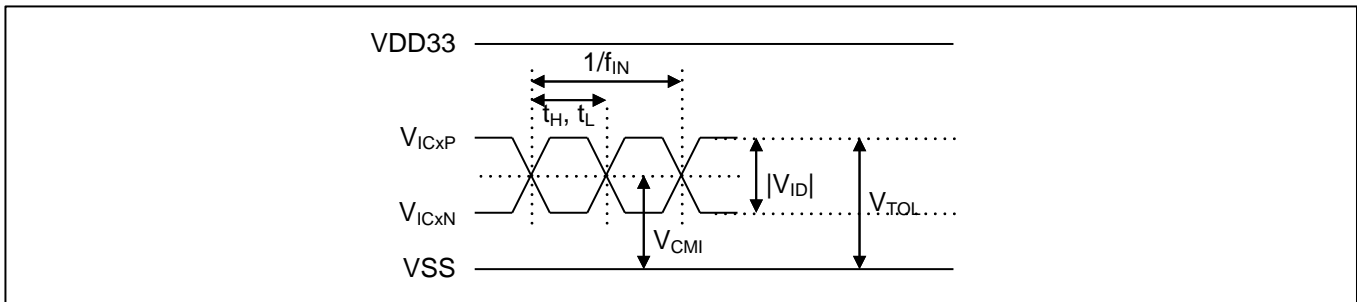 VDD33
1/fIN
tH, tL
VICxP
|VID|
VTOL
VICxN
VCMI
VSS